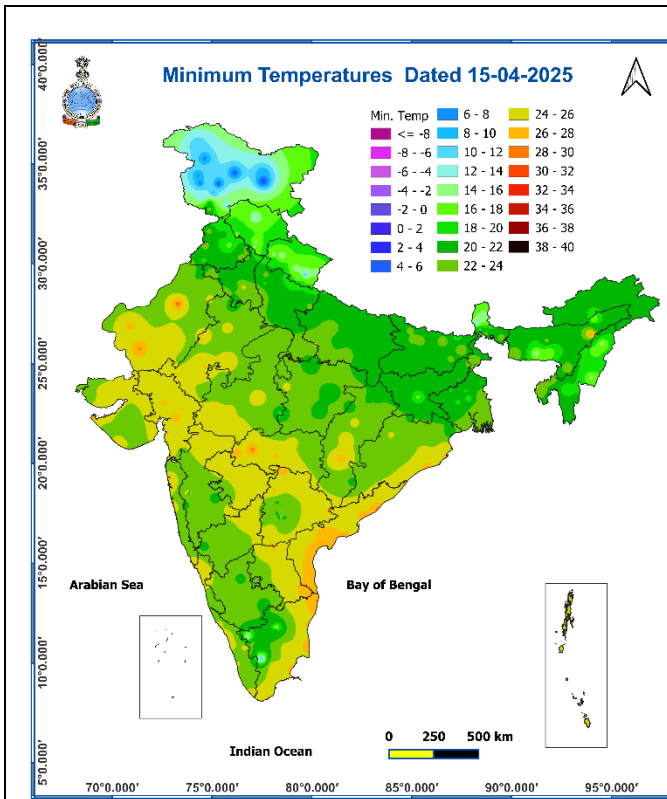 Minimum Temperatures Dated 15-04-2025
Min. Temp
<= -8
-8 - -6
-6 - -4
-4 - -2
-2 - 0
0 - 2
2 - 4
4 - 6
6 - 8
8 - 10
10 - 12
12 - 14
14 - 16
16 - 18
18 - 20
20 - 22
22 - 24
24 - 26
26 - 28
28 - 30
30 - 32
32 - 34
34 - 36
36 - 38
38 - 40
40°0.000'
35°0.000'
30°0.000'
25°0.000'
20°0.000'
15°0.000'
10°0.000'
5°0.000'
Arabian Sea
Bay of Bengal
Indian Ocean
0 250 500 km
70°0.000' 75°0.000' 80°0.000' 85°0.000' 90°0.000' 95°0.000'